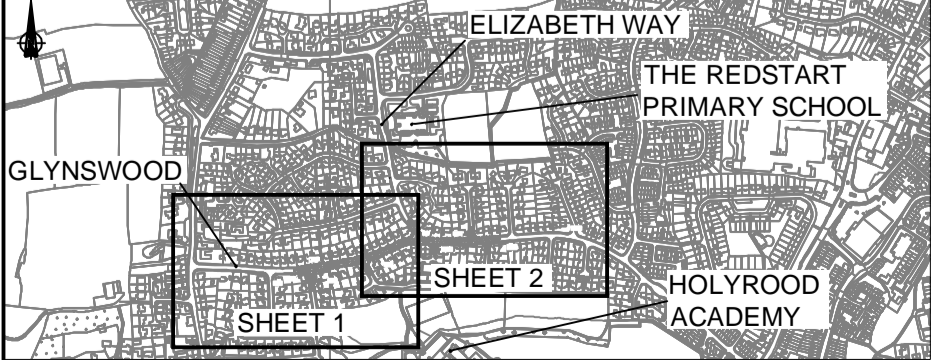 ELIZABETH WAY
THE REDSTART
PRIMARY SCHOOL
GLYNSWOOD
SHEET 2
HOLYROOD
ACADEMY
SHEET 1